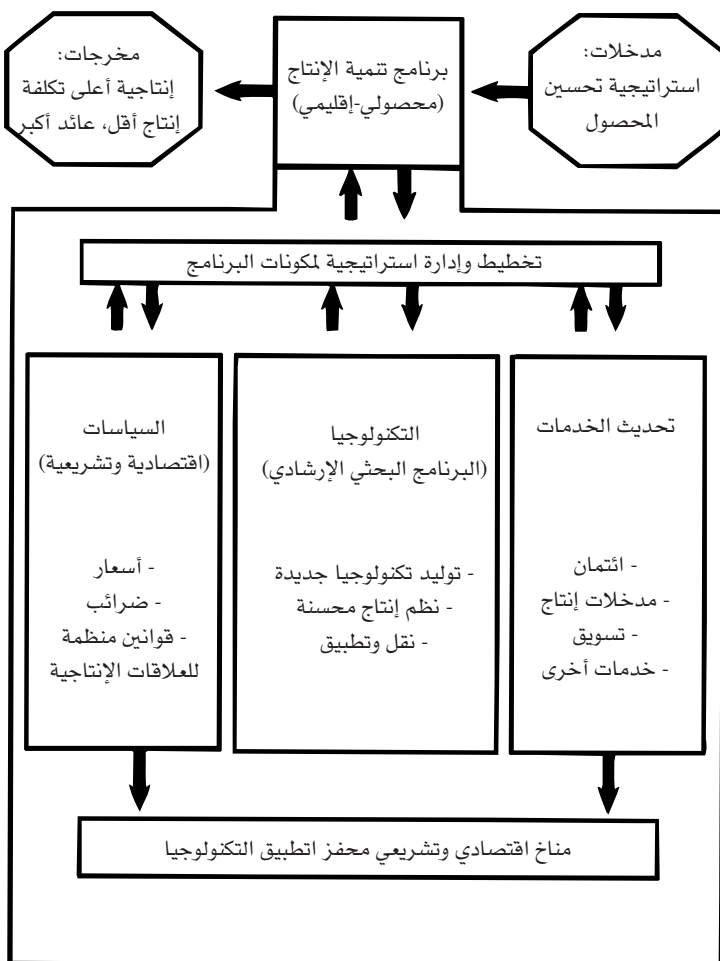 مدخلات:
استراتيجية تحسين
المحصول
برنامج تنمية الإنتاج
(محصولي-إقليمي)
مخرجات:
إنتاجية أعلى تكلفة
إنتاج أقل، عائد أكبر
تخطيط وإدارة استراتيجية لمكونات البرنامج
تحديث الخدمات
- ائتمان
- مدخلات إنتاج
- تسويق
- خدمات أخرى
التكنولوجيا
(البرنامج البحثي الإرشادي)
- توليد تكنولوجيا جديدة
- نظم إنتاج محسنة
- نقل وتطبيق
السياسات
(اقتصادية وتشريعية)
- أسعار
- ضرائب
- قوانين منظمة
للعلاقات الإنتاجية
مناخ اقتصادي وتشريعي محفز اتطبيق التكنولوجيا